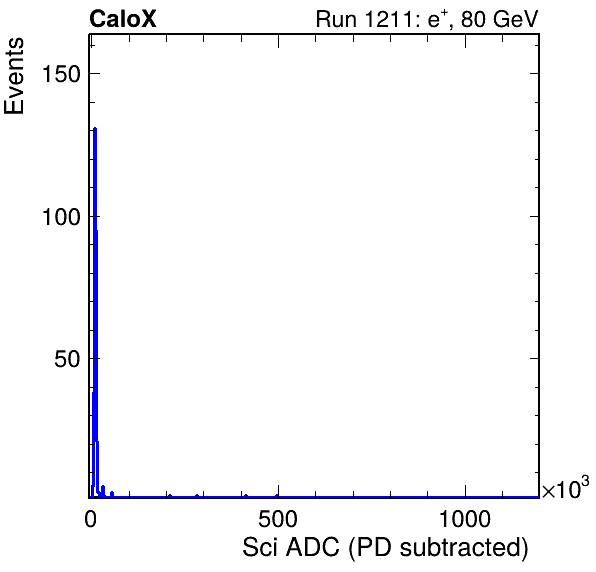 CaloX Run 1211: e⁺, 80 GeV
Events
150
100
50
×10³
0 500 1000
Sci ADC (PD subtracted)